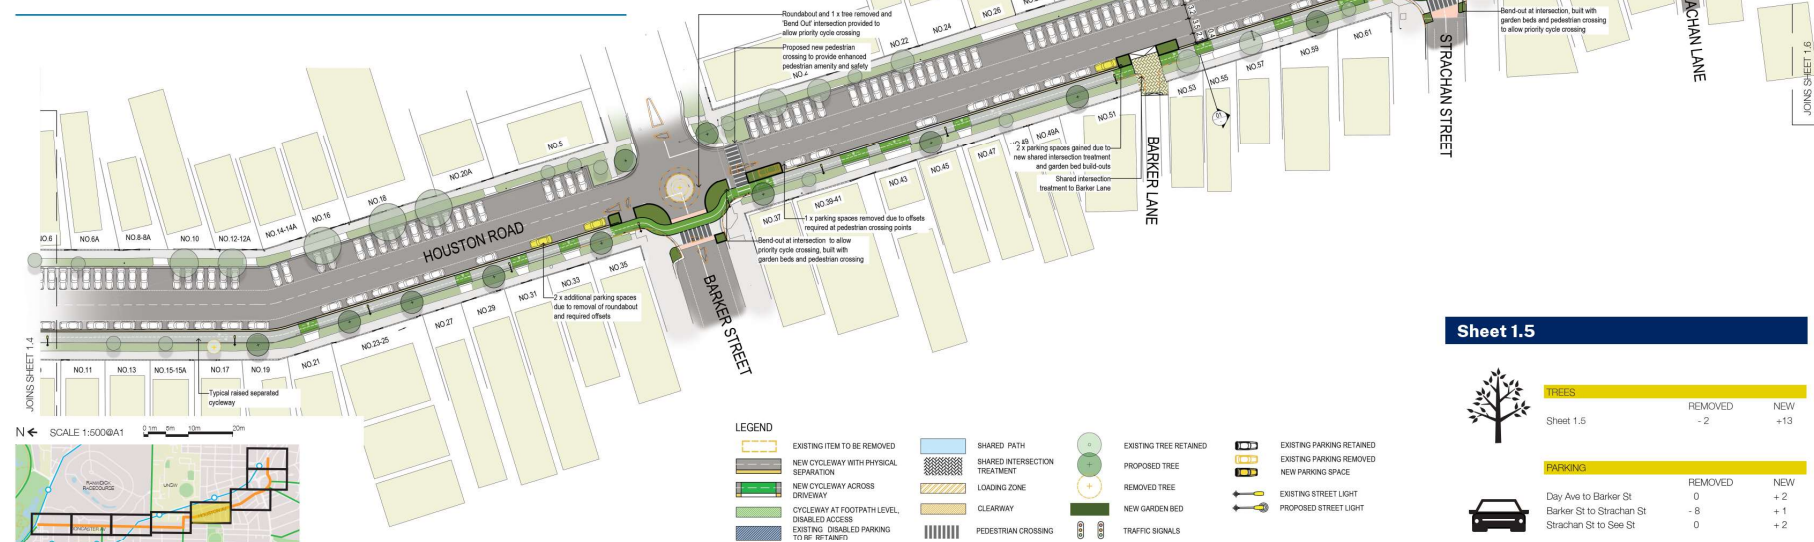 Roundabout and 1 x tree removed and
'Bend Out' intersection provided to
allow priority cycle crossing
Proposed new pedestrian
crossing to provide enhanced
pedestrian amenity and safety
NO.22
NO.24
NO.26
Bend-out at intersection, built with
garden beds and pedestrian crossing
to allow priority cycle crossing
STRACHAN STREET
ACHAN LANE
JOINS SHEET 1.6
NO.61
NO.59
NO.57
NO.55
NO.53
NO.51
BARKER LANE
2 x parking spaces gained due to
new shared intersection treatment
and garden bed build-outs
Shared intersection
treatment to Barker Lane
NO.49A
NO.47
NO.45
NO.43
NO.39-41
NO.37
1 x parking spaces removed due to offsets
required at pedestrian crossing points
Bend-out at intersection to allow
priority cycle crossing, built with
garden beds and pedestrian crossing
BARKER STREET
NO.5
NO.20A
NO.18
NO.16
NO.14-14A
NO.12-12A
NO.10
NO.8-8A
NO.6A
HOUSTON ROAD
NO.35
NO.33
NO.31
NO.29
NO.27
NO.23-25
NO.21
NO.19
NO.17
NO.15-15A
NO.13
NO.11
2 x additional parking spaces
due to removal of roundabout
and required offsets
Typical raised separated
cycleway
JOINS SHEET 1.4
N SCALE 1:500@A1
0 1m 5m 10m 20m
RANDWICK
RACECOURSE
UNSW
LEGEND
EXISTING ITEM TO BE REMOVED
NEW CYCLEWAY WITH PHYSICAL
SEPARATION
NEW CYCLEWAY ACROSS
DRIVEWAY
CYCLEWAY AT FOOTPATH LEVEL,
DISABLED ACCESS
EXISTING DISABLED PARKING
TO BE RETAINED
SHARED PATH
SHARED INTERSECTION
TREATMENT
LOADING ZONE
CLEARWAY
PEDESTRIAN CROSSING
EXISTING TREE RETAINED
PROPOSED TREE
REMOVED TREE
NEW GARDEN BED
TRAFFIC SIGNALS
EXISTING PARKING RETAINED
EXISTING PARKING REMOVED
NEW PARKING SPACE
EXISTING STREET LIGHT
PROPOSED STREET LIGHT
Sheet 1.5
TREES
REMOVED NEW
Sheet 1.5 - 2 +13
PARKING
REMOVED NEW
Day Ave to Barker St 0 + 2
Barker St to Strachan St - 8 + 1
Strachan St to See St 0 + 2